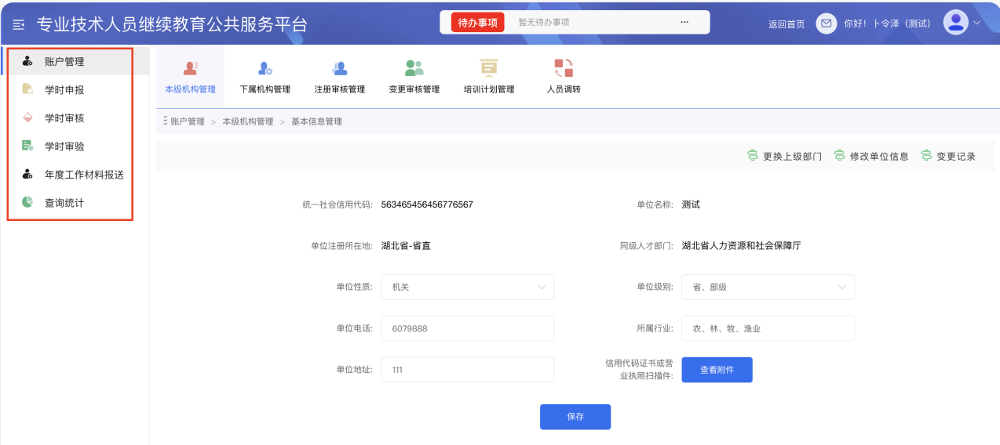 专业技术人员继续教育公共服务平台
待办事项 暂无待办事项 ...
返回首页 你好！卜令泽（测试）
账户管理
学时申报
学时审核
学时审验
年度工作材料报送
查询统计
本级机构管理 下属机构管理 注册审核管理 变更审核管理 培训计划管理 人员调转
账户管理 > 本级机构管理 > 基本信息管理
更换上级部门 修改单位信息 变更记录
统一社会信用代码: 563465456456776567 单位名称: 测试
单位注册所在地: 湖北省-省直 同级人才部门: 湖北省人力资源和社会保障厅
单位性质: 机关 单位级别: 省、部级
单位电话: 6079888 所属行业: 农、林、牧、渔业
单位地址: 111 信用代码证书或营
业执照扫描件: 查看附件
保存